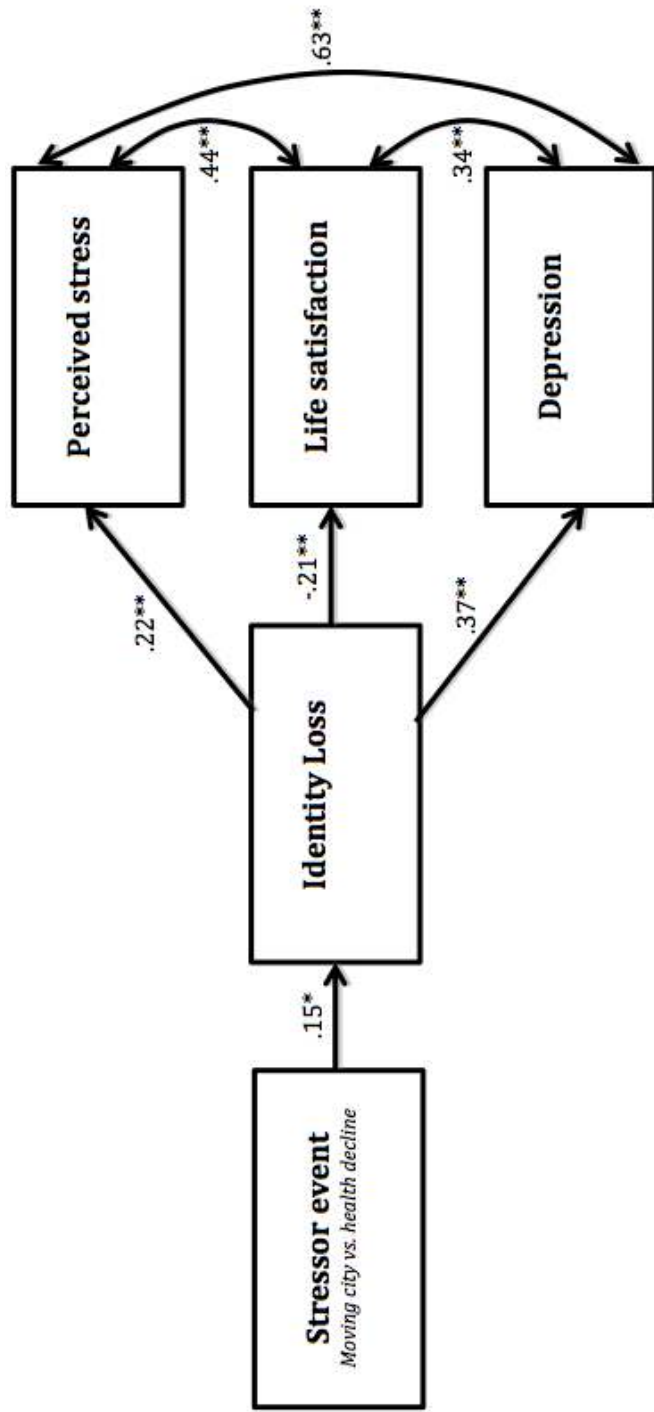 Stressor event
Moving city vs. health decline
.15*
Identity Loss
.22**
-.21**
.37**
Perceived stress
Life satisfaction
Depression
.44**
.34**
.63**